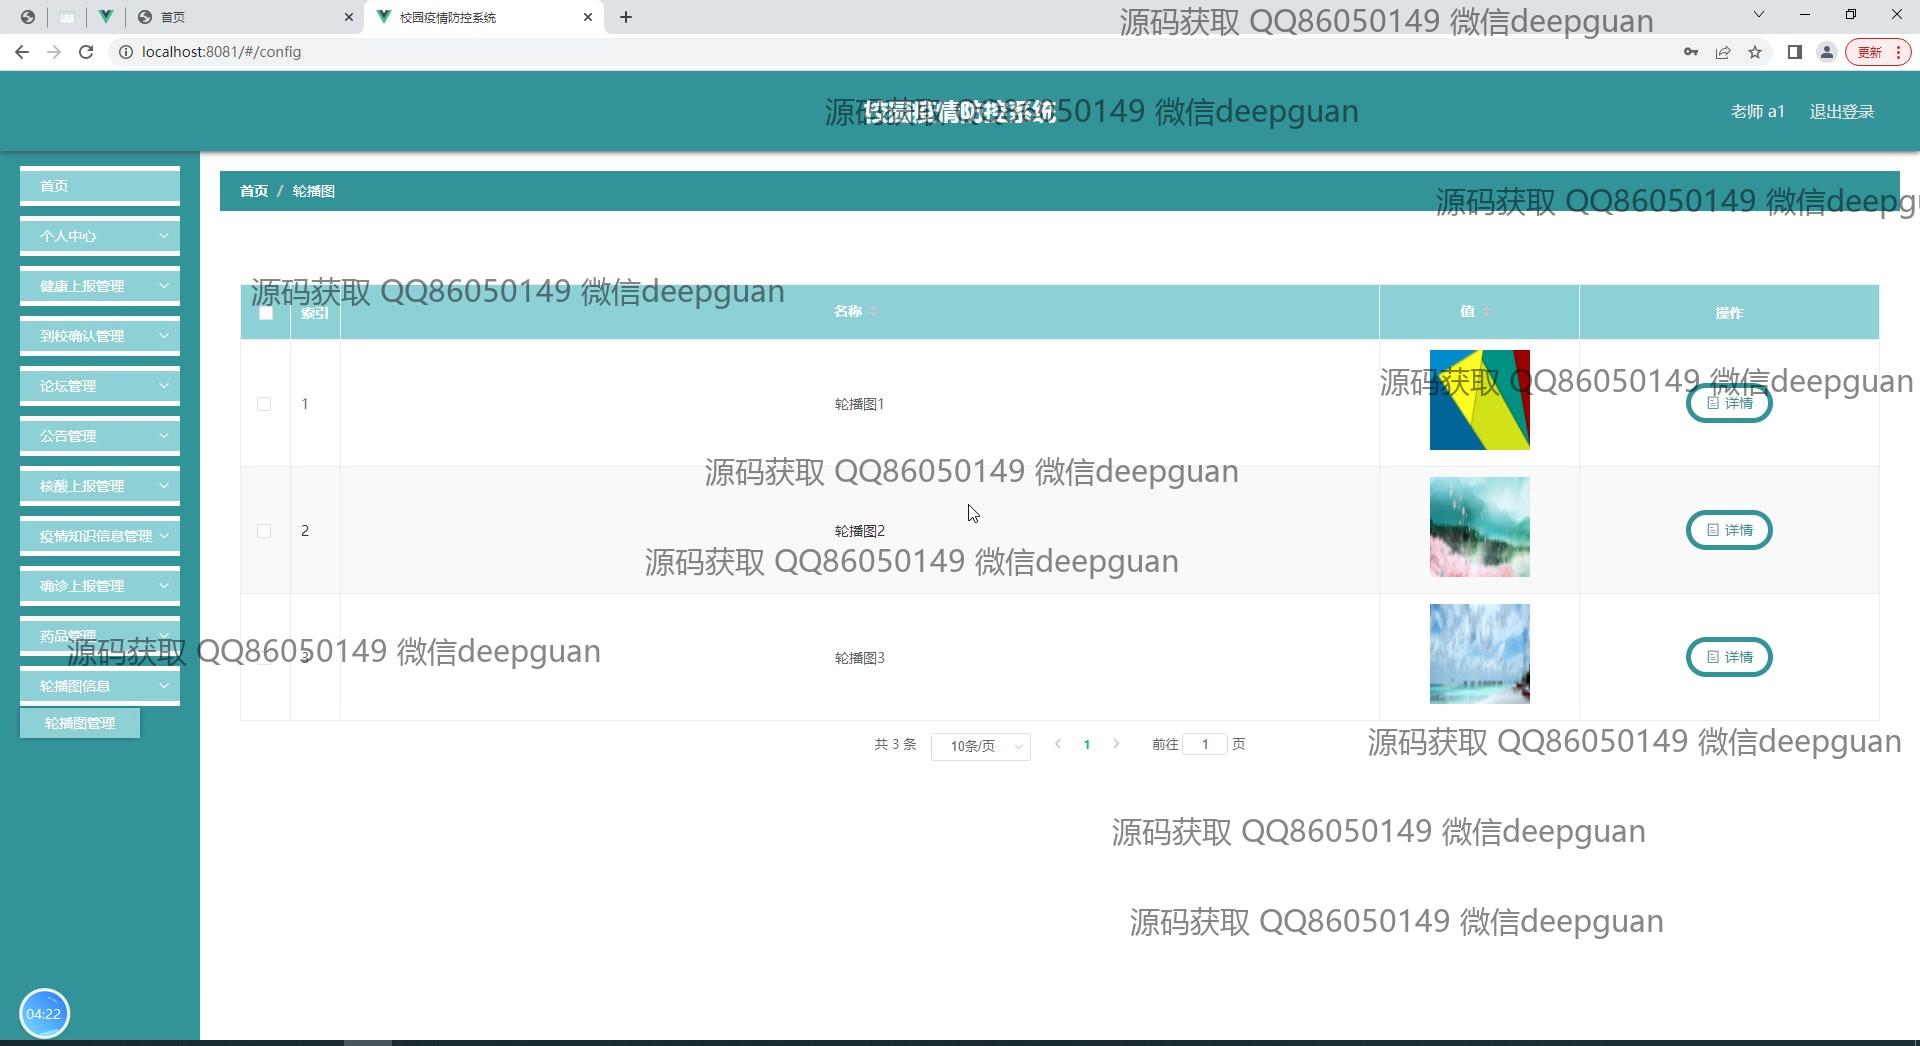 首页
校园疫情防控系统
源码获取 QQ86050149 微信deepguan
localhost:8081/#/config
更新
校园疫情防控系统
源码获取 QQ86050149 微信deepguan
老师 a1
退出登录
首页
首页 / 轮播图
源码获取 QQ86050149 微信deepgu
个人中心
健康上报管理
源码获取 QQ86050149 微信deepguan
索引
名称
值
操作
到校确认管理
论坛管理
源码获取 QQ86050149 微信deepguan
1
轮播图1
详情
公告管理
源码获取 QQ86050149 微信deepguan
核酸上报管理
2
轮播图2
详情
疫情知识信息管理
源码获取 QQ86050149 微信deepguan
确诊上报管理
药品管理
源码获取 QQ86050149 微信deepguan
3
轮播图3
详情
轮播图信息
轮播图管理
共 3 条
10条/页
1
前往 1 页
源码获取 QQ86050149 微信deepguan
源码获取 QQ86050149 微信deepguan
源码获取 QQ86050149 微信deepguan
04:22